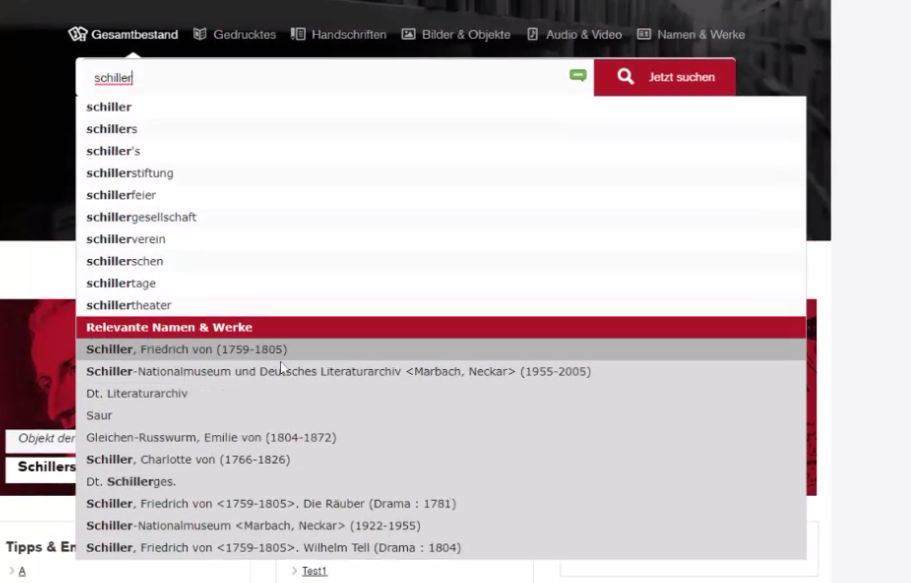 Gesamtbestand Gedrucktes Handschriften Bilder & Objekte Audio & Video Namen & Werke
schiller Jetzt suchen
schiller
schillers
schiller's
schillerstiftung
schillerfeier
schillergesellschaft
schillerverein
schillerschen
schillertage
schillertheater
Relevante Namen & Werke
Schiller, Friedrich von (1759-1805)
Schiller-Nationalmuseum und Deutsches Literaturarchiv <Marbach, Neckar> (1955-2005)
Dt. Literaturarchiv
Saur
Gleichen-Russwurm, Emilie von (1804-1872)
Schiller, Charlotte von (1766-1826)
Dt. Schillerges.
Schiller, Friedrich von <1759-1805>. Die Räuber (Drama : 1781)
Schiller-Nationalmuseum <Marbach, Neckar> (1922-1955)
Schiller, Friedrich von <1759-1805>. Wilhelm Tell (Drama : 1804)
Objekt der
Schillers
Tipps & En
A
Test1